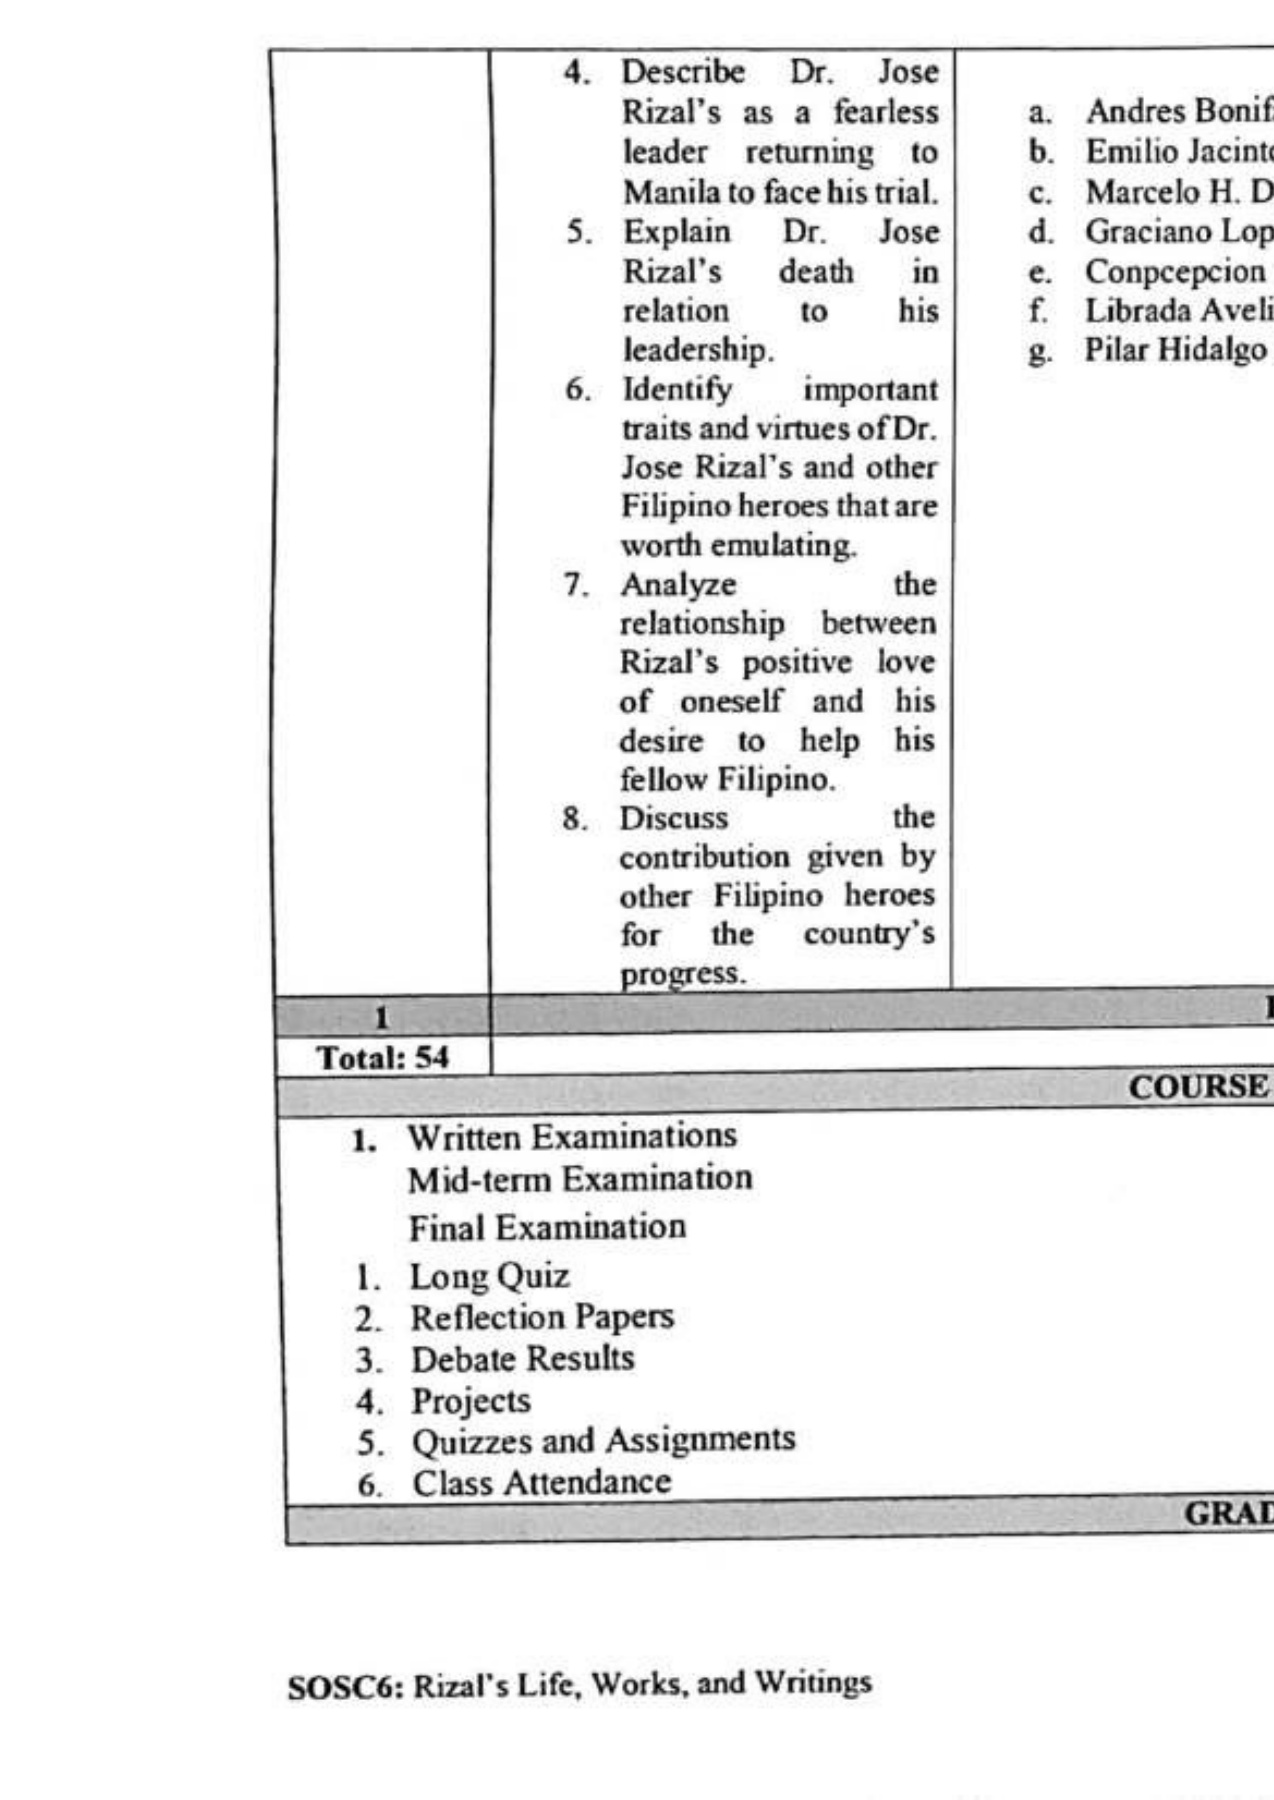 4. Describe Dr. Jose
Rizal's as a fearless
leader returning to
Manila to face his trial.
5. Explain Dr. Jose
Rizal's death in
relation to his
leadership.
6. Identify important
traits and virtues of Dr.
Jose Rizal's and other
Filipino heroes that are
worth emulating.
7. Analyze the
relationship between
Rizal's positive love
of oneself and his
desire to help his
fellow Filipino.
8. Discuss the
contribution given by
other Filipino heroes
for the country's
progress.
a. Andres Bonif
b. Emilio Jacint
c. Marcelo H. D
d. Graciano Lop
e. Conpcepcion
f. Librada Aveli
g. Pilar Hidalgo
1
Total: 54
COURSE
1. Written Examinations
Mid-term Examination
Final Examination
1. Long Quiz
2. Reflection Papers
3. Debate Results
4. Projects
5. Quizzes and Assignments
6. Class Attendance
GRAD
SOSC6: Rizal's Life, Works, and Writings